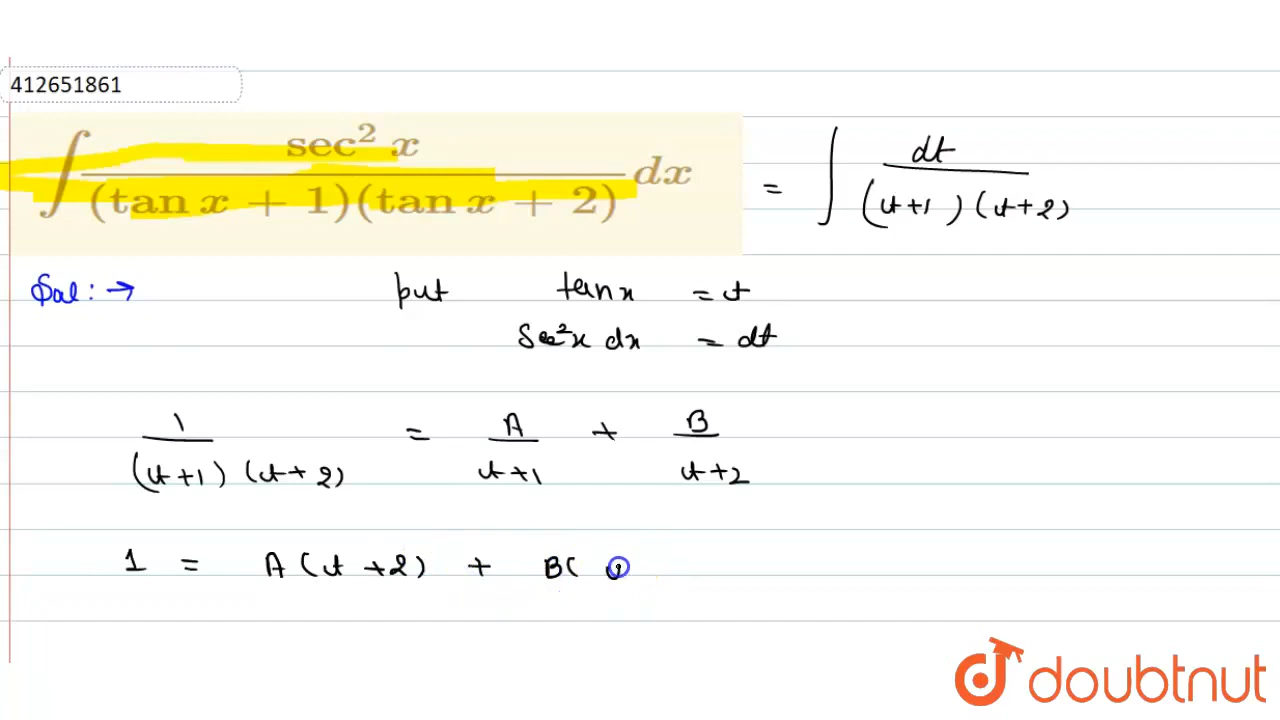 412651861
∫ sec² x / (tan x + 1)(tan x + 2) dx = ∫ dt / (t+1)(t+2)
Sol: → put tan x = t
Sec²x dx = dt
1 / (t+1)(t+2) = A / t+1 + B / t+2
1 = A(t+2) + B(
doubtnut